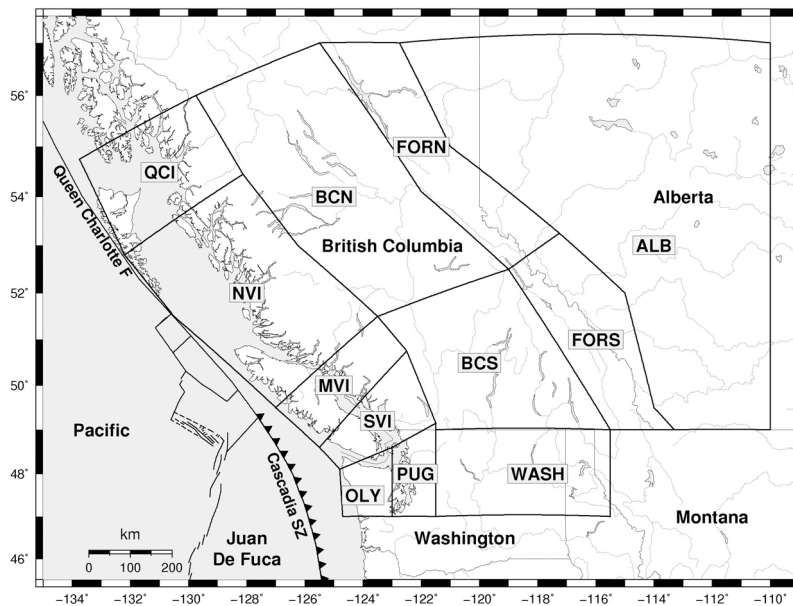 56°
54°
52°
50°
48°
46°
QCI
FORN
Queen Charlotte F
BCN
Alberta
British Columbia
ALB
NVI
FORS
BCS
MVI
SVI
Pacific
PUG
WASH
OLY
Cascadia SZ
Montana
km
0 100 200
Juan
De Fuca
Washington
−134° −132° −130° −128° −126° −124° −122° −120° −118° −116° −114° −112° −110°